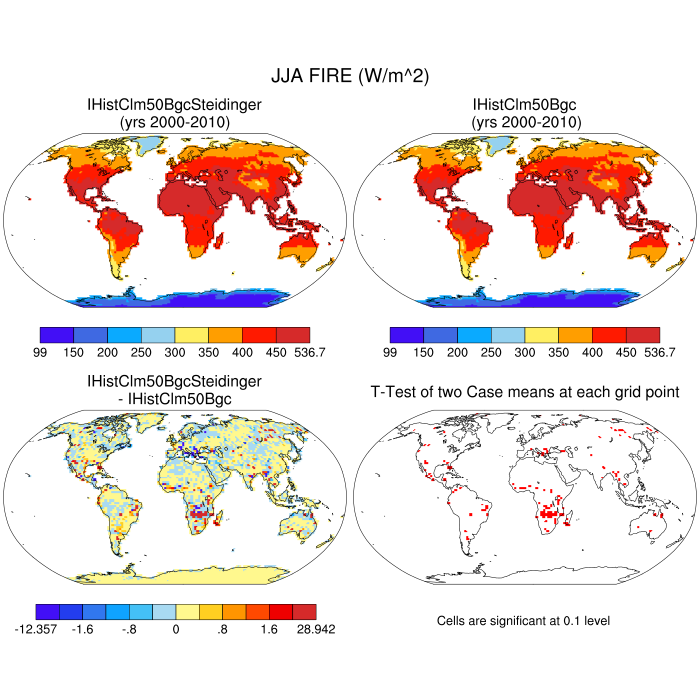 JJA FIRE (W/m^2)
IHistClm50BgcSteidinger
(yrs 2000-2010)
IHistClm50Bgc
(yrs 2000-2010)
99 150 200 250 300 350 400 450 536.7
99 150 200 250 300 350 400 450 536.7
IHistClm50BgcSteidinger
- IHistClm50Bgc
T-Test of two Case means at each grid point
-12.357 -1.6 -.8 0 .8 1.6 28.942
Cells are significant at 0.1 level